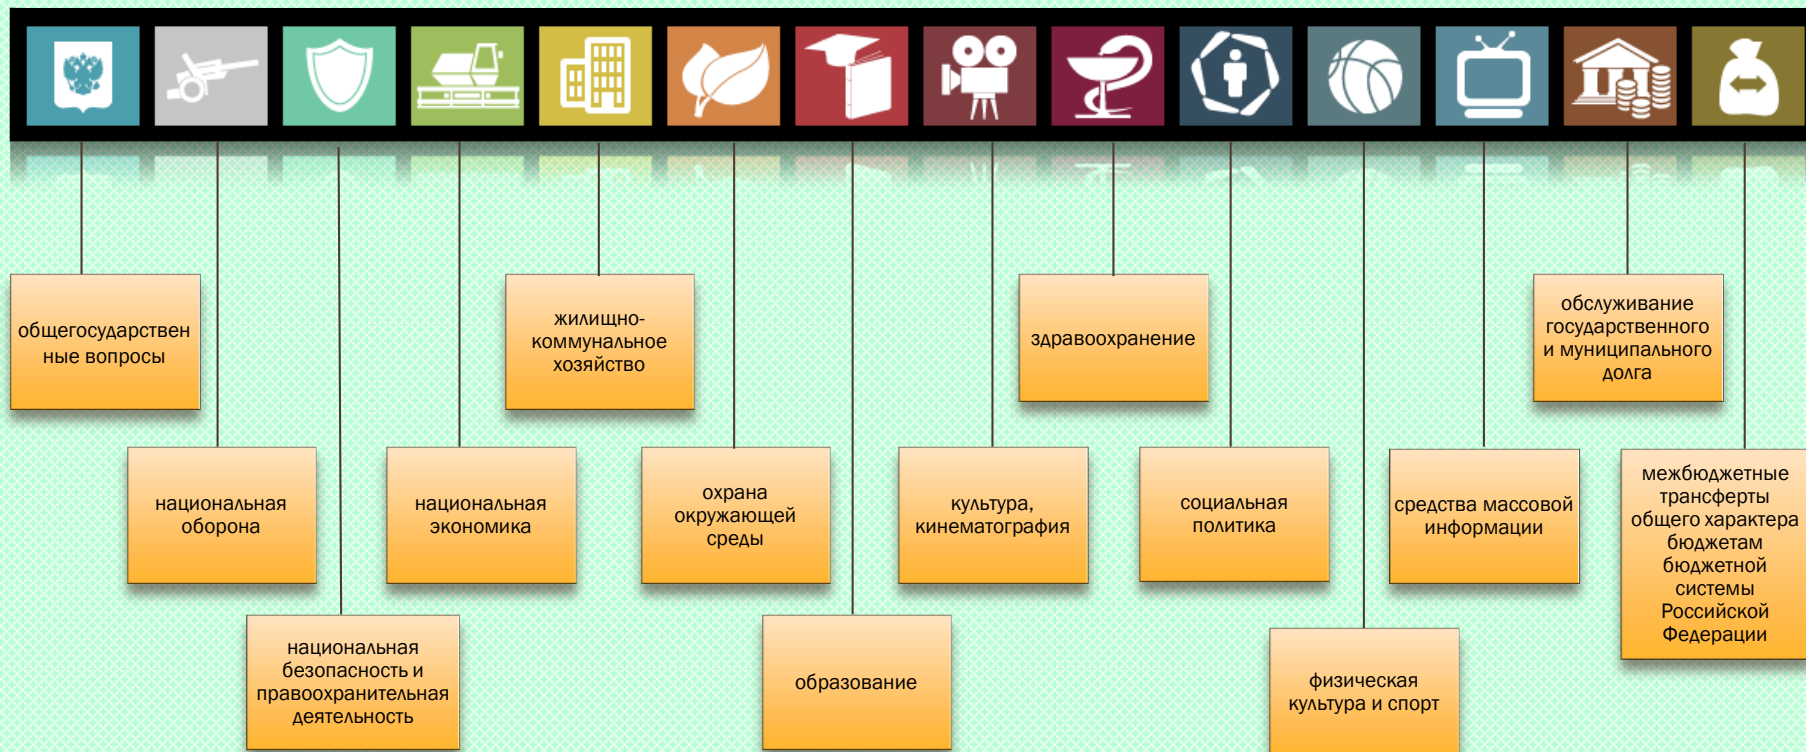 общегосударствен
ные вопросы
жилищно-
коммунальное
хозяйство
здравоохранение
обслуживание
государственного
и муниципального
долга
национальная
оборона
национальная
экономика
охрана
окружающей
среды
культура,
кинематография
социальная
политика
средства массовой
информации
межбюджетные
трансферты
общего характера
бюджетам
бюджетной
системы
Российской
Федерации
национальная
безопасность и
правоохранительная
деятельность
образование
физическая
культура и спорт